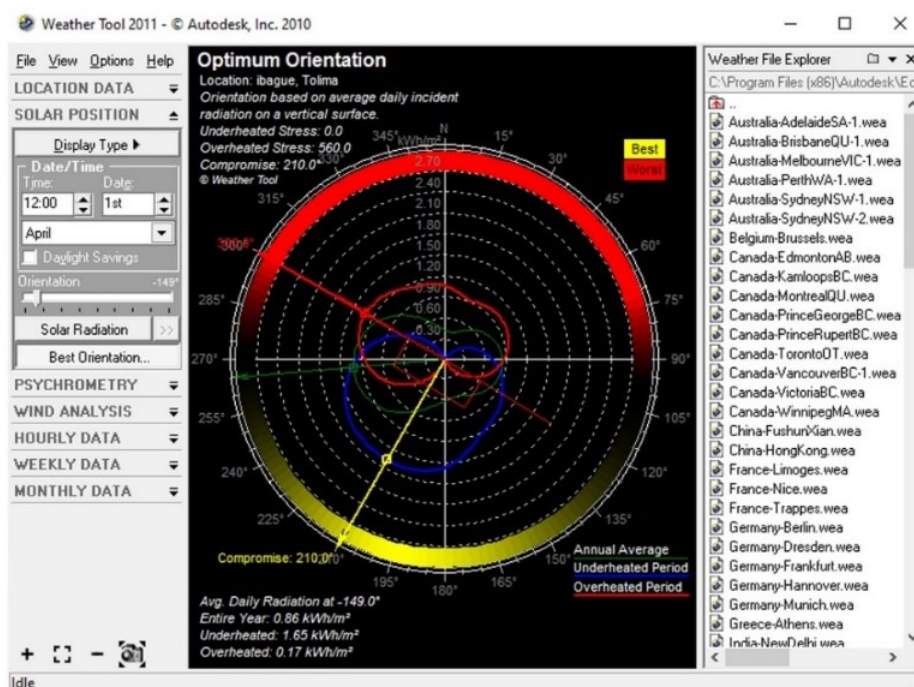 Weather Tool 2011 - © Autodesk, Inc. 2010
File View Options Help
LOCATION DATA
SOLAR POSITION
Display Type
Date/Time
Time: Date:
12:00 1st
April
Daylight Savings
Orientation -149°
Solar Radiation >>
Best Orientation...
PSYCHROMETRY
WIND ANALYSIS
HOURLY DATA
WEEKLY DATA
MONTHLY DATA
Idle
Optimum Orientation
Location: ibague, Tolima
Orientation based on average daily incident
radiation on a vertical surface.
Underheated Stress: 0.0
Overheated Stress: 560.0
Compromise: 210.0°
© Weather Tool
Best
Worst
N
15°
30°
45°
60°
75°
90°
105°
120°
135°
150°
165°
180°
195°
225°
240°
255°
270°
285°
315°
330°
345°
kWh/m²
2.70
2.40
2.10
1.80
1.50
1.20
0.90
0.60
0.30
Compromise: 210.0°
Annual Average
Underheated Period
Overheated Period
Avg. Daily Radiation at -149.0°
Entire Year: 0.86 kWh/m²
Underheated: 1.65 kWh/m²
Overheated: 0.17 kWh/m²
Weather File Explorer
C:\Program Files (x86)\Autodesk\Ec
..
Australia-AdelaideSA-1.wea
Australia-BrisbaneQU-1.wea
Australia-MelbourneVIC-1.wea
Australia-PerthWA-1.wea
Australia-SydneyNSW-1.wea
Australia-SydneyNSW-2.wea
Belgium-Brussels.wea
Canada-EdmontonAB.wea
Canada-KamloopsBC.wea
Canada-MontrealQU.wea
Canada-PrinceGeorgeBC.wea
Canada-PrinceRupertBC.wea
Canada-TorontoOT.wea
Canada-VancouverBC-1.wea
Canada-VictoriaBC.wea
Canada-WinnipegMA.wea
China-FushunXian.wea
China-HongKong.wea
France-Limoges.wea
France-Nice.wea
France-Trappes.wea
Germany-Berlin.wea
Germany-Dresden.wea
Germany-Frankfurt.wea
Germany-Hannover.wea
Germany-Munich.wea
Greece-Athens.wea
India-NewDelhi.wea